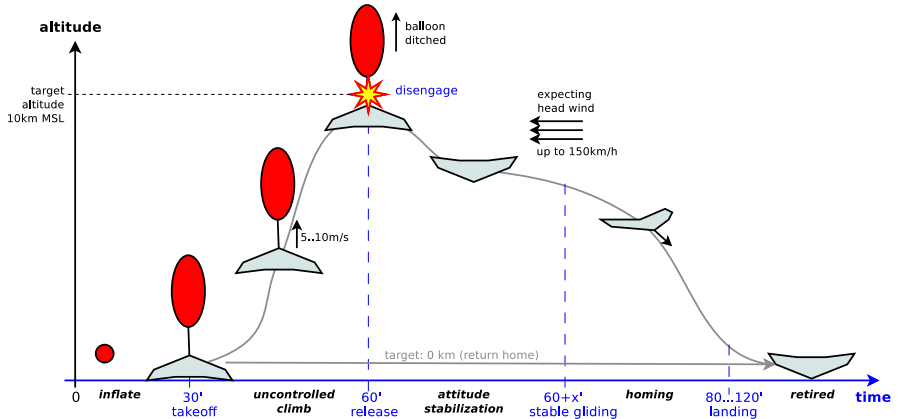 altitude
balloon
ditched
target
altitude
10km MSL
disengage
expecting
head wind
up to 150km/h
5..10m/s
target: 0 km (return home)
0
inflate
30'
takeoff
uncontrolled
climb
60'
release
attitude
stabilization
60+x'
stable gliding
homing
80...120'
landing
retired
time